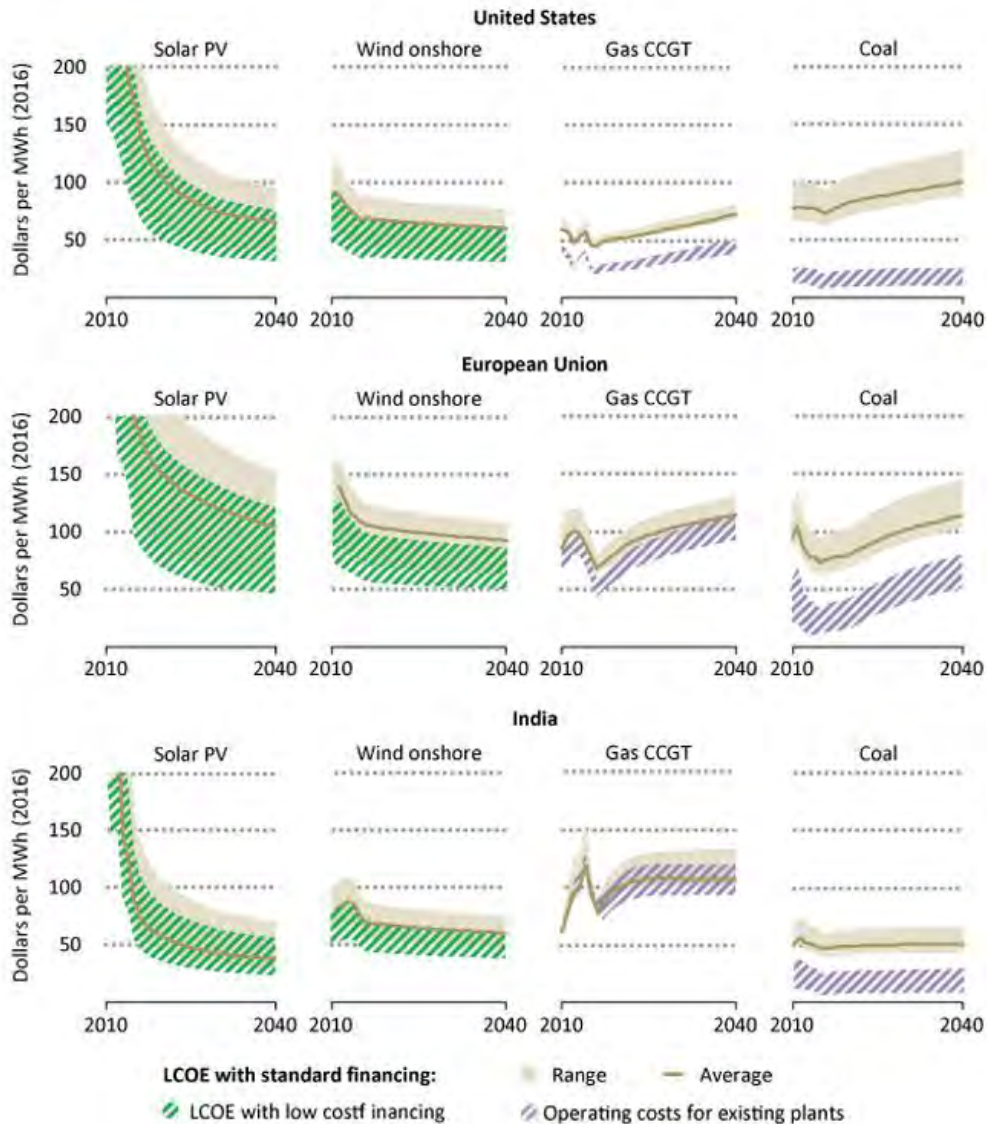 United States
Solar PV Wind onshore Gas CCGT Coal
Dollars per MWh (2016)
200
150
100
50
2010 2040 2010 2040 2010 2040 2010 2040
European Union
Solar PV Wind onshore Gas CCGT Coal
Dollars per MWh (2016)
200
150
100
50
2010 2040 2010 2040 2010 2040 2010 2040
India
Solar PV Wind onshore Gas CCGT Coal
Dollars per MWh (2016)
200
150
100
50
2010 2040 2010 2040 2010 2040 2010 2040
LCOE with standard financing: Range Average
LCOE with low costf inancing Operating costs for existing plants